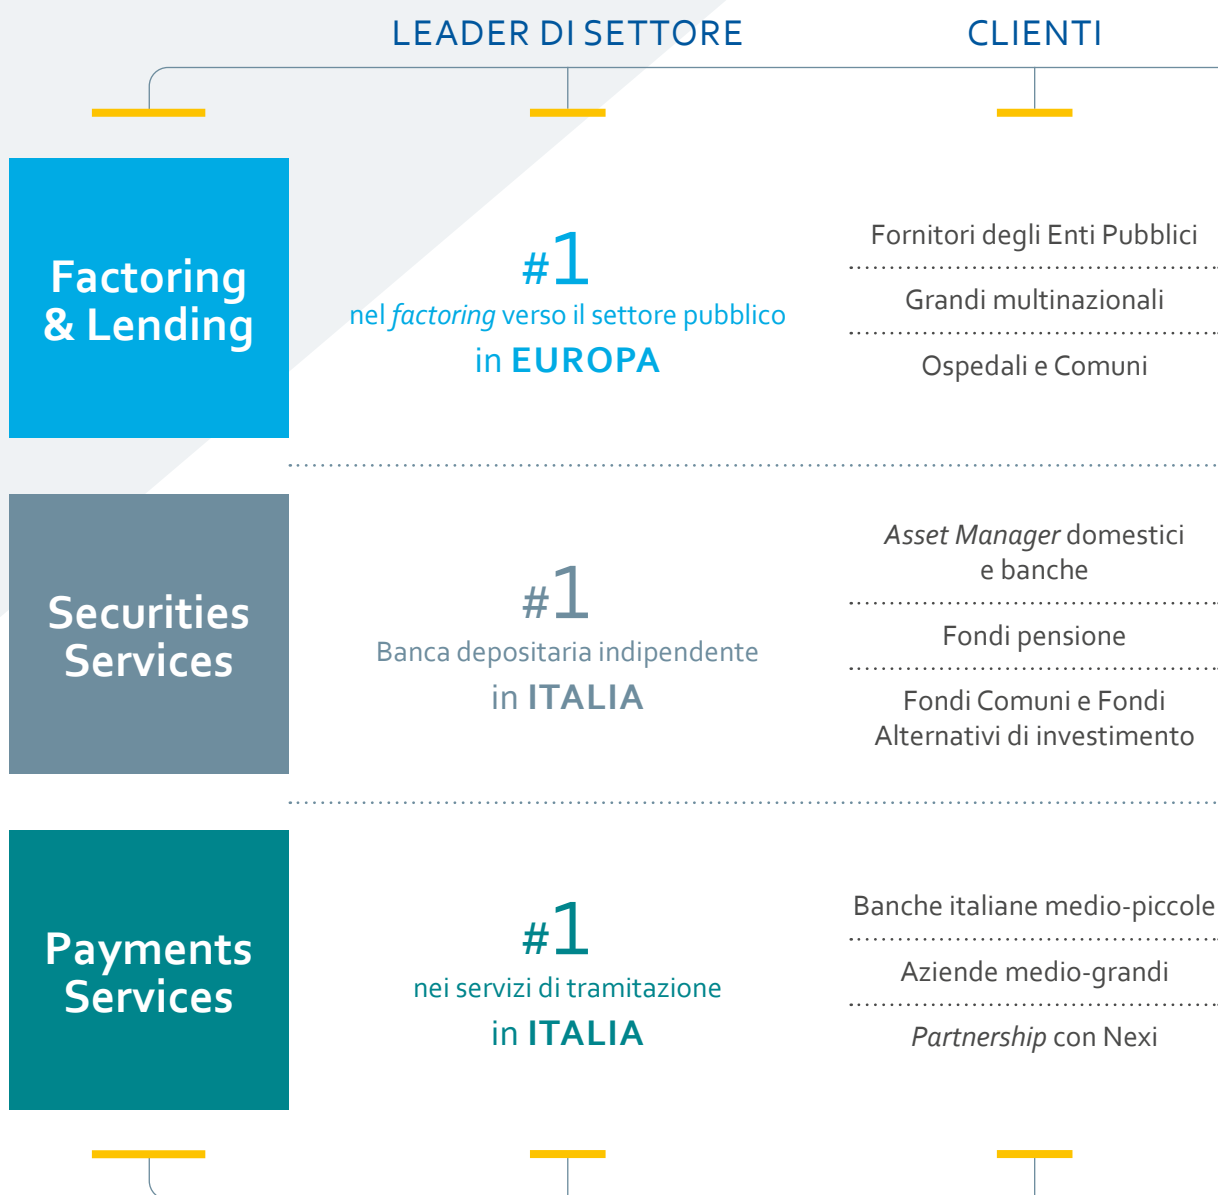 LEADER DI SETTORE
CLIENTI
Factoring
& Lending
#1
nel factoring verso il settore pubblico
in EUROPA
Fornitori degli Enti Pubblici
Grandi multinazionali
Ospedali e Comuni
Securities
Services
#1
Banca depositaria indipendente
in ITALIA
Asset Manager domestici
e banche
Fondi pensione
Fondi Comuni e Fondi
Alternativi di investimento
Payments
Services
#1
nei servizi di tramitazione
in ITALIA
Banche italiane medio-piccole
Aziende medio-grandi
Partnership con Nexi